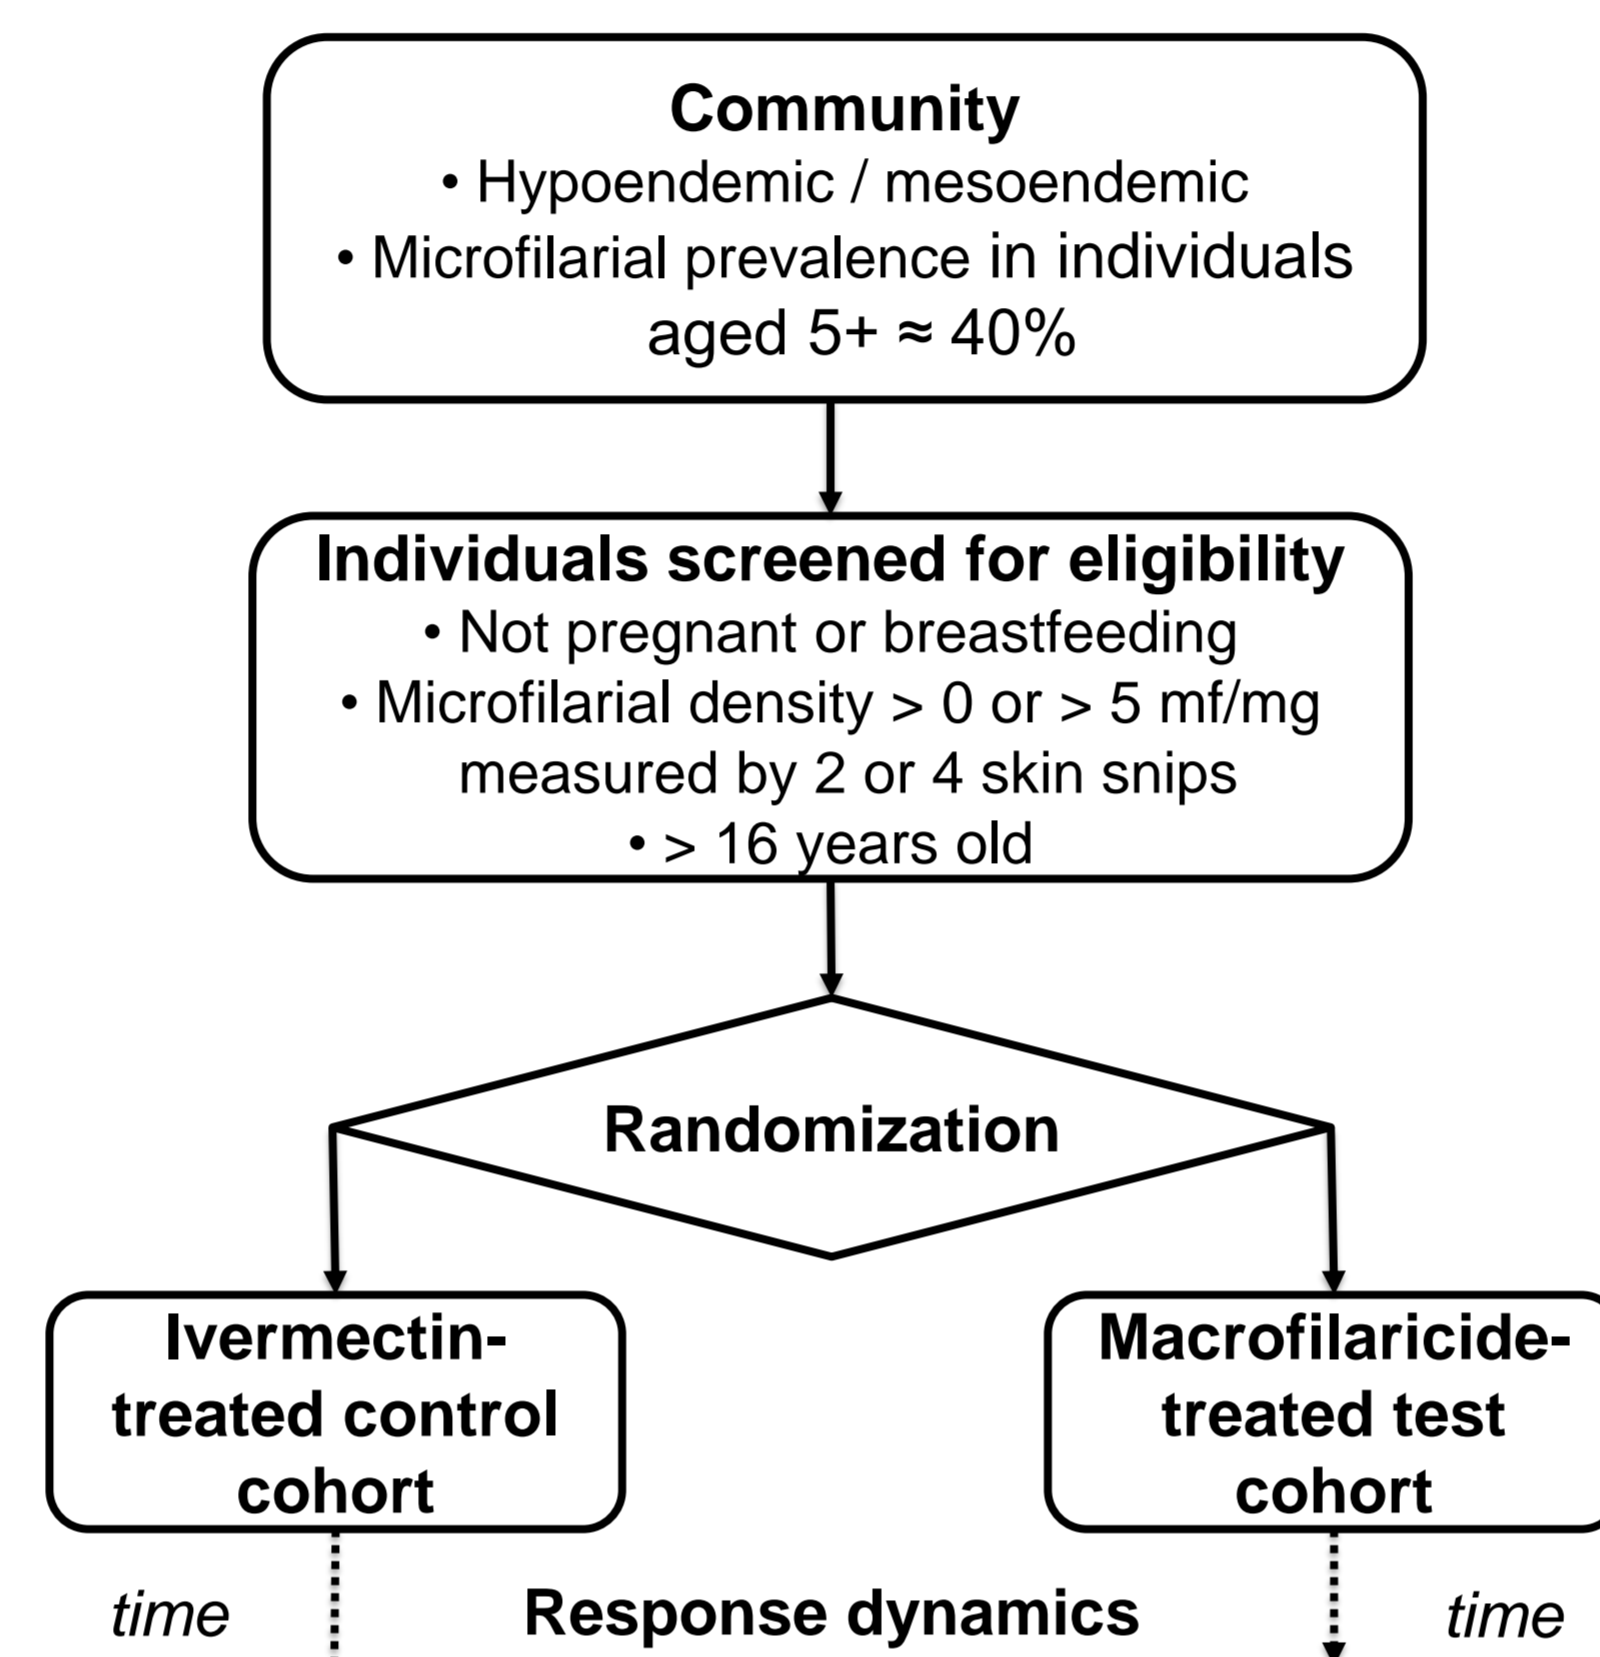 Community
• Hypoendemic / mesoendemic
• Microfilarial prevalence in individuals
aged 5+ ≈ 40%
Individuals screened for eligibility
• Not pregnant or breastfeeding
• Microfilarial density > 0 or > 5 mf/mg
measured by 2 or 4 skin snips
• > 16 years old
Randomization
Ivermectin-
treated control
cohort
Macrofilaricide-
treated test
cohort
time
Response dynamics
time